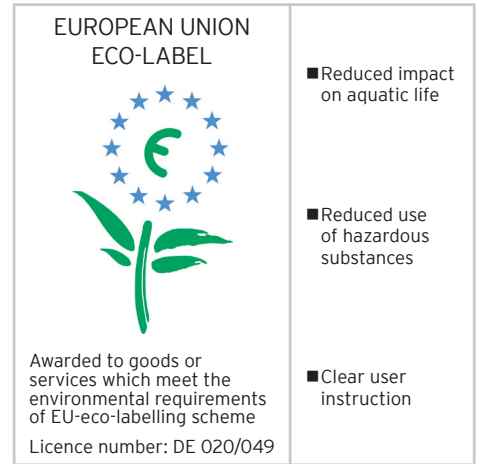 EUROPEAN UNION
ECO-LABEL
Є
Awarded to goods or
services which meet the
environmental requirements
of EU-eco-labelling scheme
Licence number: DE 020/049
■ Reduced impact
on aquatic life
■ Reduced use
of hazardous
substances
■ Clear user
instruction